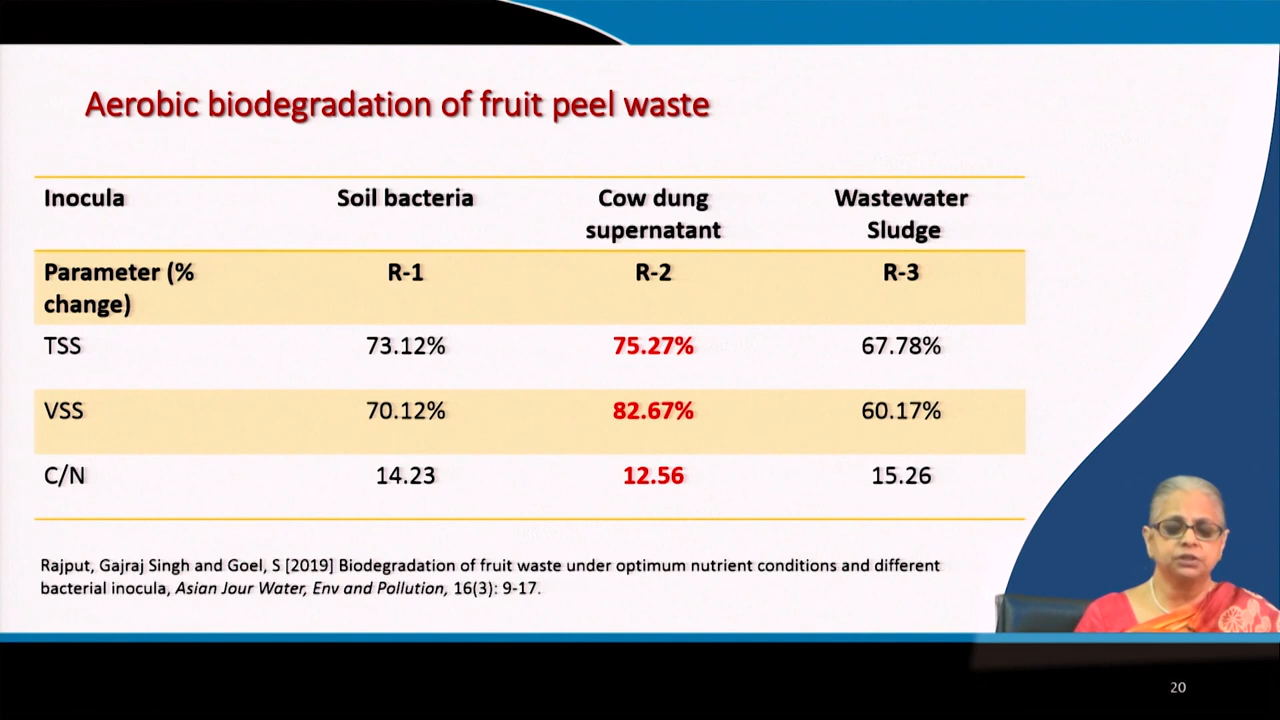 Aerobic biodegradation of fruit peel waste
Inocula Soil bacteria Cow dung supernatant Wastewater Sludge
Parameter (% change) R-1 R-2 R-3
TSS 73.12% 75.27% 67.78%
VSS 70.12% 82.67% 60.17%
C/N 14.23 12.56 15.26
Rajput, Gajraj Singh and Goel, S [2019] Biodegradation of fruit waste under optimum nutrient conditions and different
bacterial inocula, Asian Jour Water, Env and Pollution, 16(3): 9-17.
20